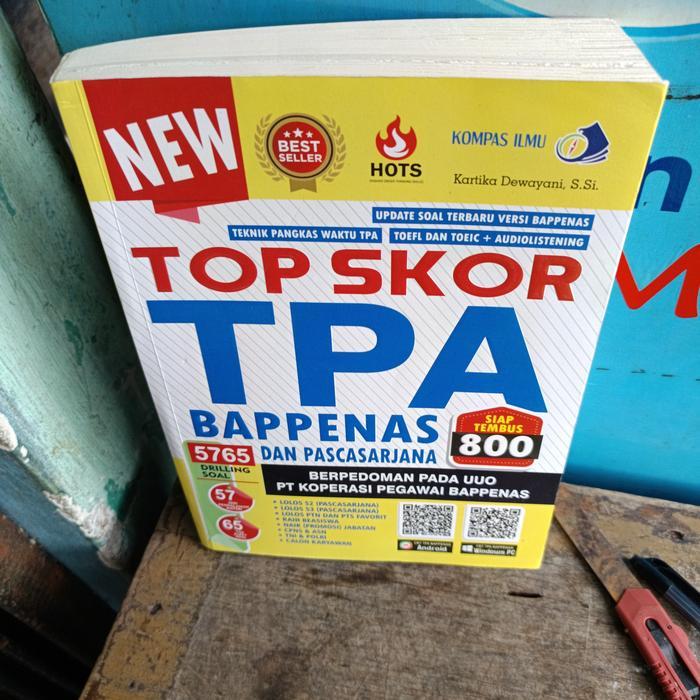 NEW
BEST
SELLER
HOTS
KOMPAS ILMU
Kartika Dewayani, S.Si.
UPDATE SOAL TERBARU VERSI BAPPENAS
TEKNIK PANGKAS WAKTU TPA
TOEFL DAN TOEIC + AUDIOLISTENING
TOP SKOR
TPA
BAPPENAS
DAN PASCASARJANA
SIAP
TEMBUS
800
5765
DRILLING
SOAL
57
65
BERPEDOMAN PADA UUO
PT KOPERASI PEGAWAI BAPPENAS
• LOLOS S2 (PASCASARJANA)
• LOLOS S3 (PASCASARJANA)
• LOLOS PTN DAN PTS FAVORIT
• RAIH BEASISWA
• NAIK (PROMOSI) JABATAN
• CPNS & ASN
• TNI & POLRI
• CALON KARYAWAN
Android
Windows PC
n
M